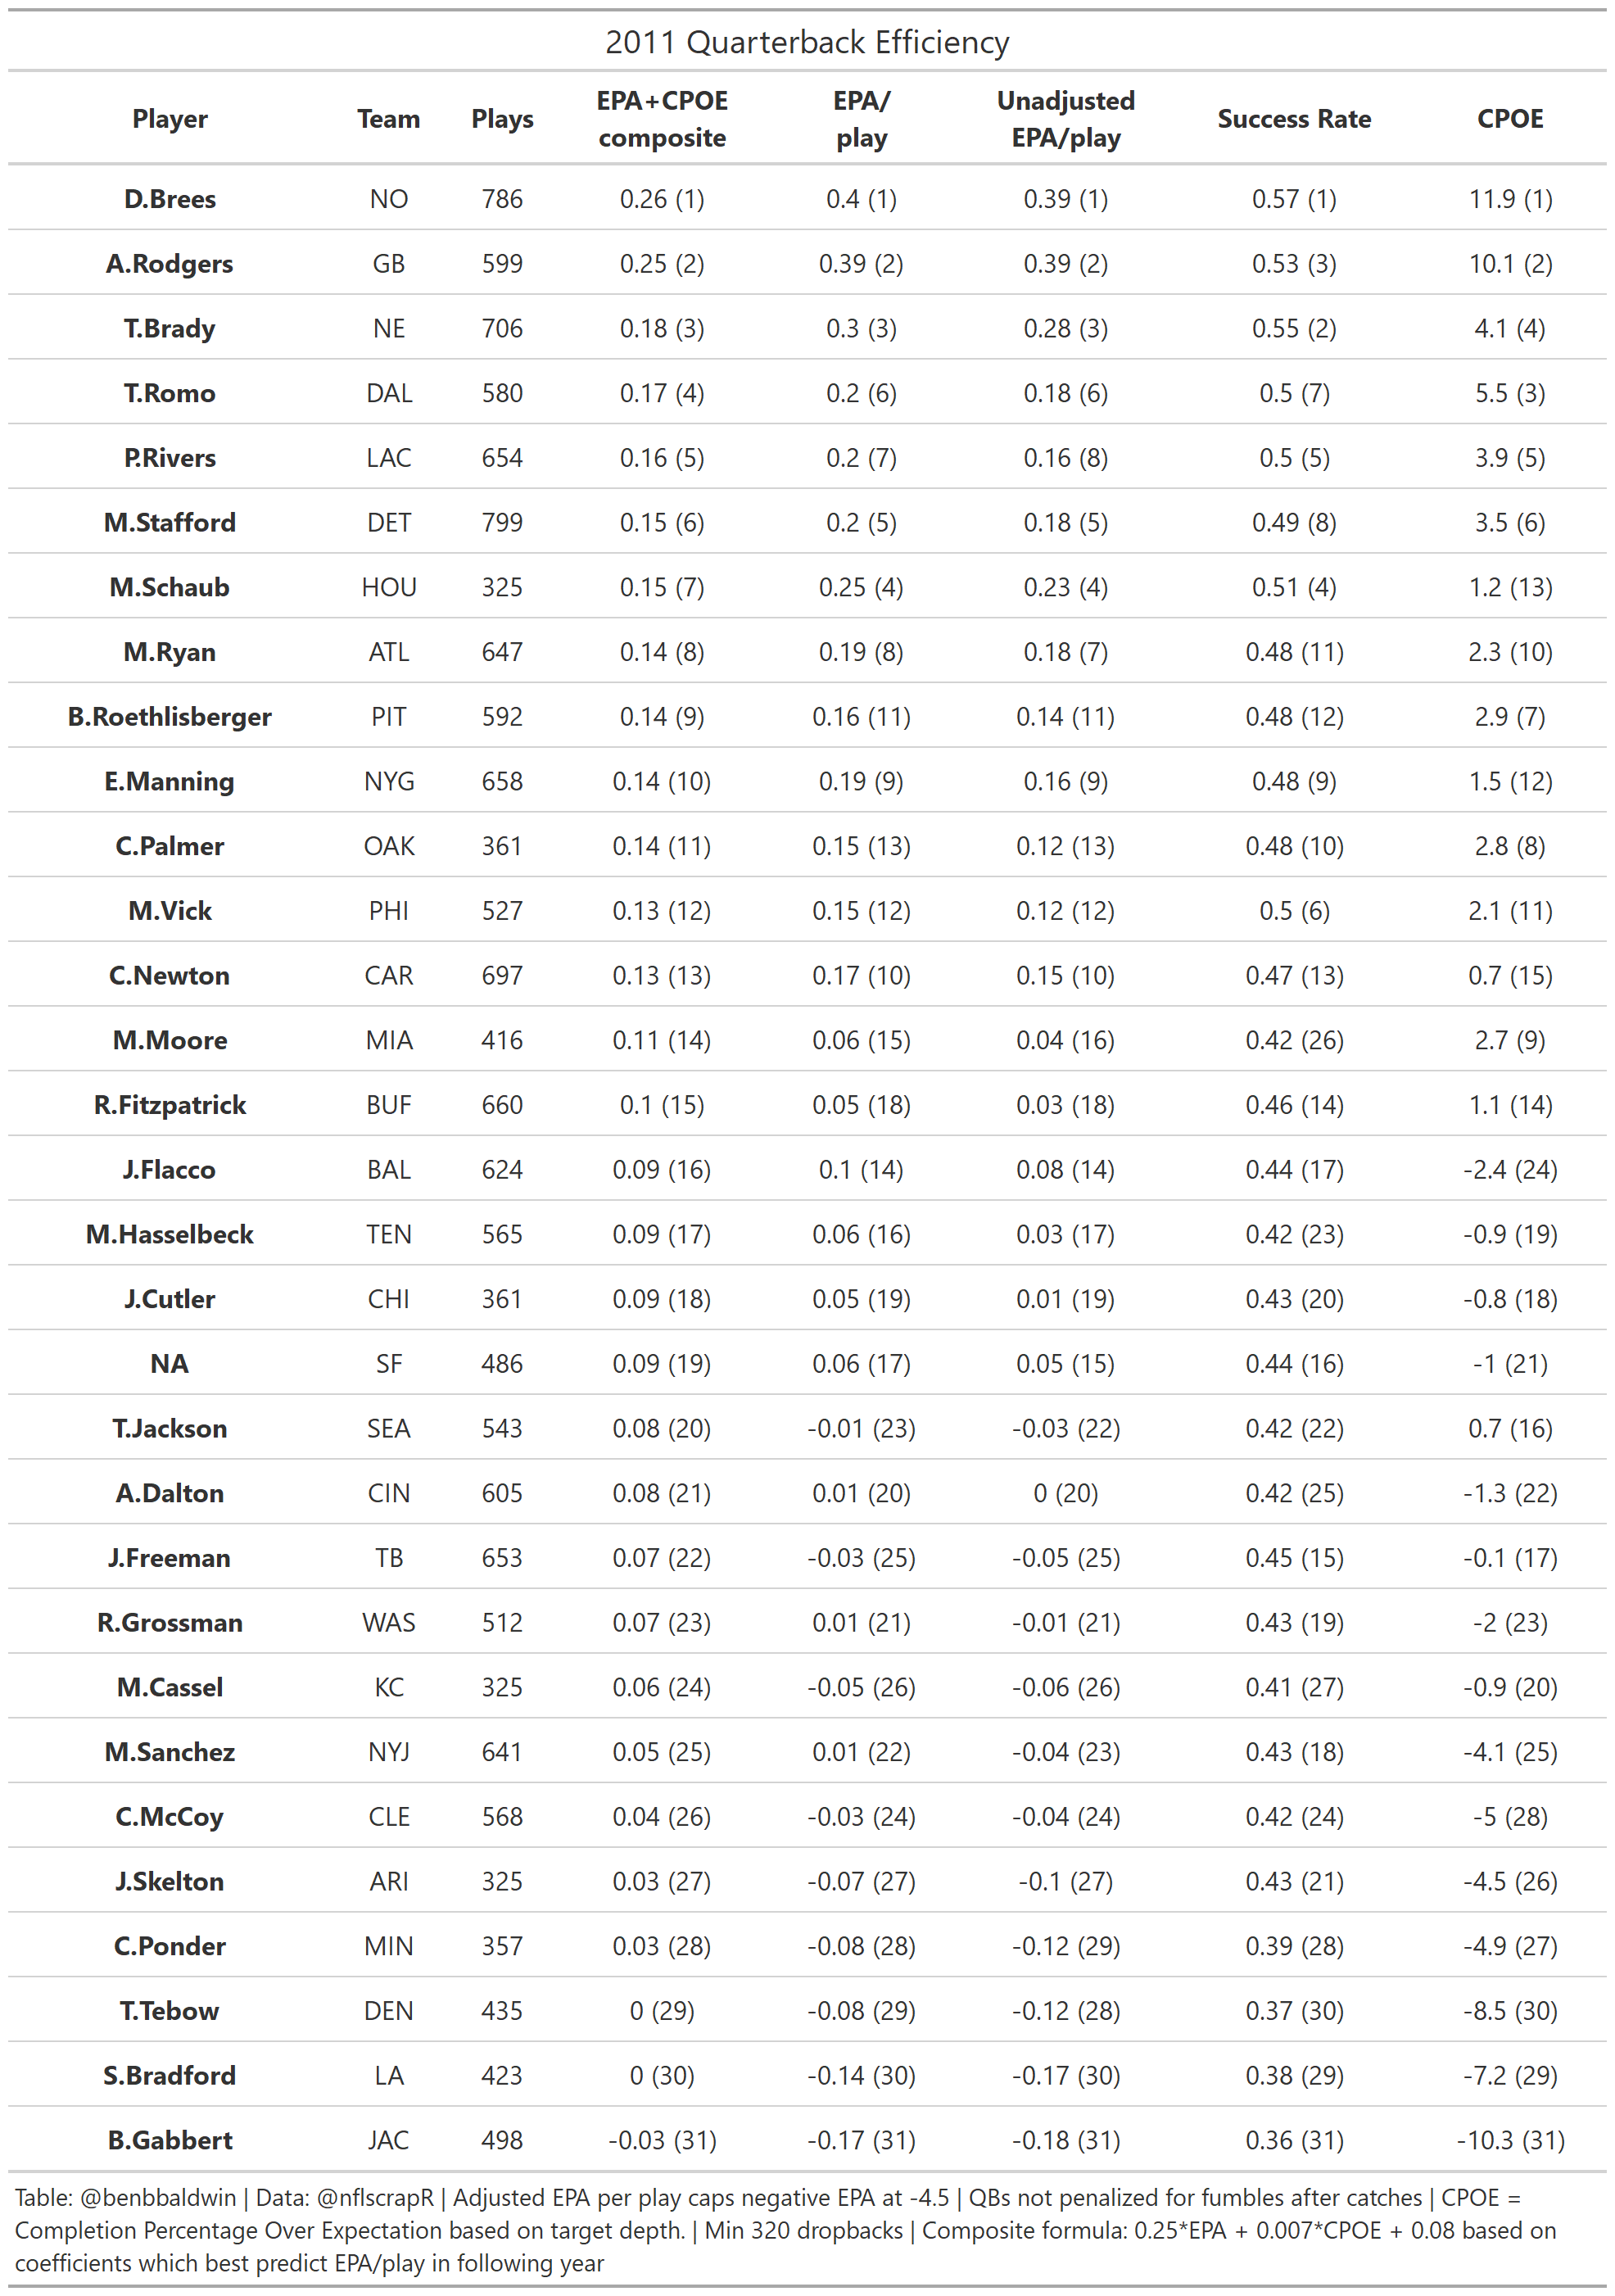 2011 Quarterback Efficiency
Player Team Plays EPA+CPOE composite EPA/ play Unadjusted EPA/play Success Rate CPOE
D.Brees NO 786 0.26 (1) 0.4 (1) 0.39 (1) 0.57 (1) 11.9 (1)
A.Rodgers GB 599 0.25 (2) 0.39 (2) 0.39 (2) 0.53 (3) 10.1 (2)
T.Brady NE 706 0.18 (3) 0.3 (3) 0.28 (3) 0.55 (2) 4.1 (4)
T.Romo DAL 580 0.17 (4) 0.2 (6) 0.18 (6) 0.5 (7) 5.5 (3)
P.Rivers LAC 654 0.16 (5) 0.2 (7) 0.16 (8) 0.5 (5) 3.9 (5)
M.Stafford DET 799 0.15 (6) 0.2 (5) 0.18 (5) 0.49 (8) 3.5 (6)
M.Schaub HOU 325 0.15 (7) 0.25 (4) 0.23 (4) 0.51 (4) 1.2 (13)
M.Ryan ATL 647 0.14 (8) 0.19 (8) 0.18 (7) 0.48 (11) 2.3 (10)
B.Roethlisberger PIT 592 0.14 (9) 0.16 (11) 0.14 (11) 0.48 (12) 2.9 (7)
E.Manning NYG 658 0.14 (10) 0.19 (9) 0.16 (9) 0.48 (9) 1.5 (12)
C.Palmer OAK 361 0.14 (11) 0.15 (13) 0.12 (13) 0.48 (10) 2.8 (8)
M.Vick PHI 527 0.13 (12) 0.15 (12) 0.12 (12) 0.5 (6) 2.1 (11)
C.Newton CAR 697 0.13 (13) 0.17 (10) 0.15 (10) 0.47 (13) 0.7 (15)
M.Moore MIA 416 0.11 (14) 0.06 (15) 0.04 (16) 0.42 (26) 2.7 (9)
R.Fitzpatrick BUF 660 0.1 (15) 0.05 (18) 0.03 (18) 0.46 (14) 1.1 (14)
J.Flacco BAL 624 0.09 (16) 0.1 (14) 0.08 (14) 0.44 (17) -2.4 (24)
M.Hasselbeck TEN 565 0.09 (17) 0.06 (16) 0.03 (17) 0.42 (23) -0.9 (19)
J.Cutler CHI 361 0.09 (18) 0.05 (19) 0.01 (19) 0.43 (20) -0.8 (18)
NA SF 486 0.09 (19) 0.06 (17) 0.05 (15) 0.44 (16) -1 (21)
T.Jackson SEA 543 0.08 (20) -0.01 (23) -0.03 (22) 0.42 (22) 0.7 (16)
A.Dalton CIN 605 0.08 (21) 0.01 (20) 0 (20) 0.42 (25) -1.3 (22)
J.Freeman TB 653 0.07 (22) -0.03 (25) -0.05 (25) 0.45 (15) -0.1 (17)
R.Grossman WAS 512 0.07 (23) 0.01 (21) -0.01 (21) 0.43 (19) -2 (23)
M.Cassel KC 325 0.06 (24) -0.05 (26) -0.06 (26) 0.41 (27) -0.9 (20)
M.Sanchez NYJ 641 0.05 (25) 0.01 (22) -0.04 (23) 0.43 (18) -4.1 (25)
C.McCoy CLE 568 0.04 (26) -0.03 (24) -0.04 (24) 0.42 (24) -5 (28)
J.Skelton ARI 325 0.03 (27) -0.07 (27) -0.1 (27) 0.43 (21) -4.5 (26)
C.Ponder MIN 357 0.03 (28) -0.08 (28) -0.12 (29) 0.39 (28) -4.9 (27)
T.Tebow DEN 435 0 (29) -0.08 (29) -0.12 (28) 0.37 (30) -8.5 (30)
S.Bradford LA 423 0 (30) -0.14 (30) -0.17 (30) 0.38 (29) -7.2 (29)
B.Gabbert JAC 498 -0.03 (31) -0.17 (31) -0.18 (31) 0.36 (31) -10.3 (31)
Table: @benbbaldwin | Data: @nflscrapR | Adjusted EPA per play caps negative EPA at -4.5 | QBs not penalized for fumbles after catches | CPOE =
Completion Percentage Over Expectation based on target depth. | Min 320 dropbacks | Composite formula: 0.25*EPA + 0.007*CPOE + 0.08 based on
coefficients which best predict EPA/play in following year